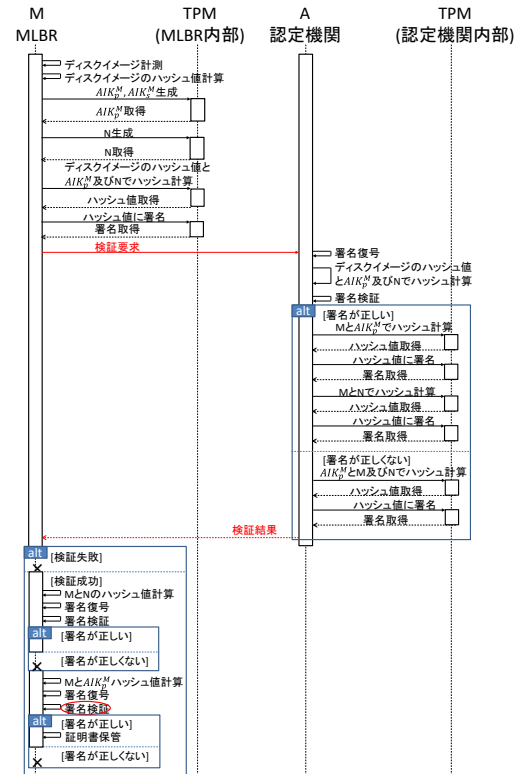 M TPM A TPM
MLBR (MLBR内部) 認定機関 (認定機関内部)
ディスクイメージ計測
ディスクイメージのハッシュ値計算
AIK_p^M, AIK_s^M生成
AIK_p^M取得
N生成
N取得
ディスクイメージのハッシュ値と
AIK_p^M及びNでハッシュ計算
ハッシュ値取得
ハッシュ値に署名
署名取得
検証要求
署名復号
ディスクイメージのハッシュ値
とAIK_p^M及びNでハッシュ計算
署名検証
alt
[署名が正しい]
MとAIK_p^Mでハッシュ計算
ハッシュ値取得
ハッシュ値に署名
署名取得
MとNでハッシュ計算
ハッシュ値取得
ハッシュ値に署名
署名取得
[署名が正しくない]
AIK_p^MとM及びNでハッシュ計算
ハッシュ値取得
ハッシュ値に署名
署名取得
検証結果
alt
[検証失敗]
[検証成功]
MとNのハッシュ値計算
署名復号
署名検証
alt
[署名が正しい]
[署名が正しくない]
MとAIK_p^Mハッシュ値計算
署名復号
署名検証
alt
[署名が正しい]
証明書保管
[署名が正しくない]